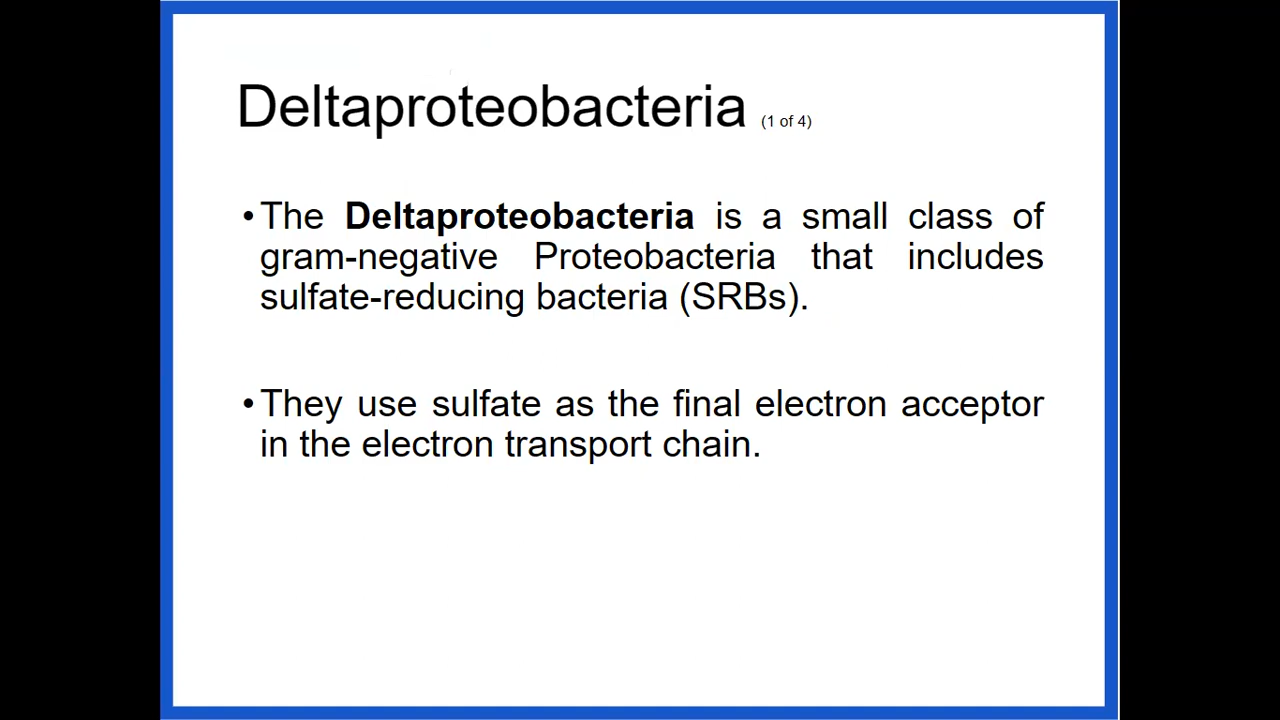 Deltaproteobacteria (1 of 4)
•The Deltaproteobacteria is a small class of
gram-negative Proteobacteria that includes
sulfate-reducing bacteria (SRBs).
•They use sulfate as the final electron acceptor
in the electron transport chain.